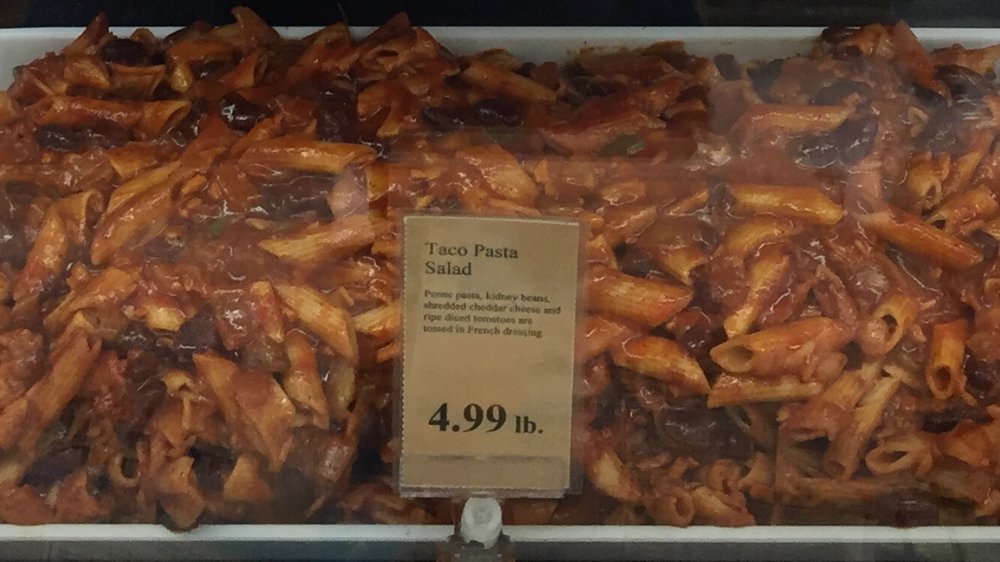 Taco Pasta
Salad
Penne pasta, kidney beans,
shredded cheddar cheese and
ripe diced tomatoes are
tossed in French dressing.
4.99 lb.